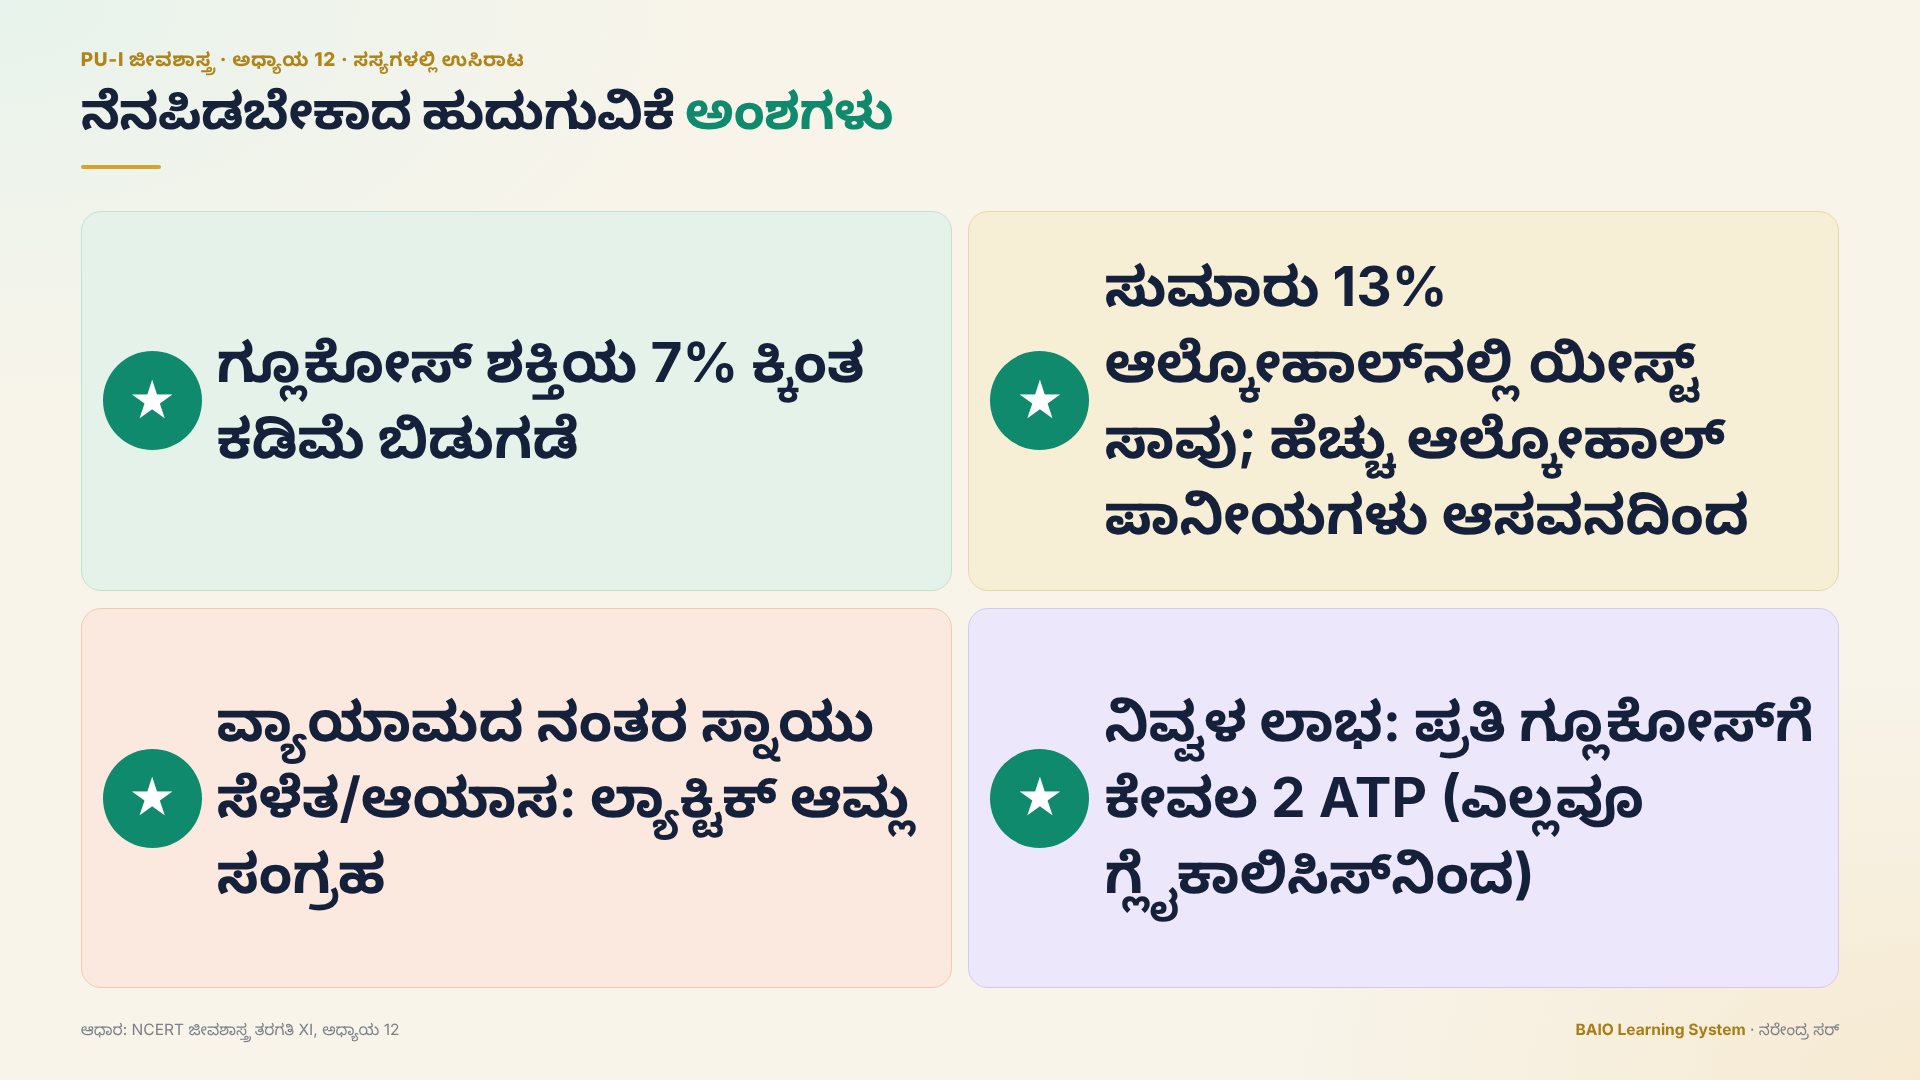 PU-I ಜೀವಶಾಸ್ತ್ರ · ಅಧ್ಯಾಯ 12 · ಸಸ್ಯಗಳಲ್ಲಿ ಉಸಿರಾಟ
ನೆನಪಿಡಬೇಕಾದ ಹುದುಗುವಿಕೆ ಅಂಶಗಳು
★ ಗ್ಲೂಕೋಸ್ ಶಕ್ತಿಯ 7% ಕ್ಕಿಂತ
ಕಡಿಮೆ ಬಿಡುಗಡೆ
★ ಸುಮಾರು 13%
ಆಲ್ಕೋಹಾಲ್‌ನಲ್ಲಿ ಯೀಸ್ಟ್
ಸಾವು; ಹೆಚ್ಚು ಆಲ್ಕೋಹಾಲ್
ಪಾನೀಯಗಳು ಆಸವನದಿಂದ
★ ವ್ಯಾಯಾಮದ ನಂತರ ಸ್ನಾಯು
ಸೆಳೆತ/ಆಯಾಸ: ಲ್ಯಾಕ್ಟಿಕ್ ಆಮ್ಲ
ಸಂಗ್ರಹ
★ ನಿವ್ವಳ ಲಾಭ: ಪ್ರತಿ ಗ್ಲೂಕೋಸ್‌ಗೆ
ಕೇವಲ 2 ATP (ಎಲ್ಲವೂ
ಗ್ಲೈಕಾಲಿಸಿಸ್‌ನಿಂದ)
ಆಧಾರ: NCERT ಜೀವಶಾಸ್ತ್ರ ತರಗತಿ XI, ಅಧ್ಯಾಯ 12
BAIO Learning System · ನರೇಂದ್ರ ಸರ್